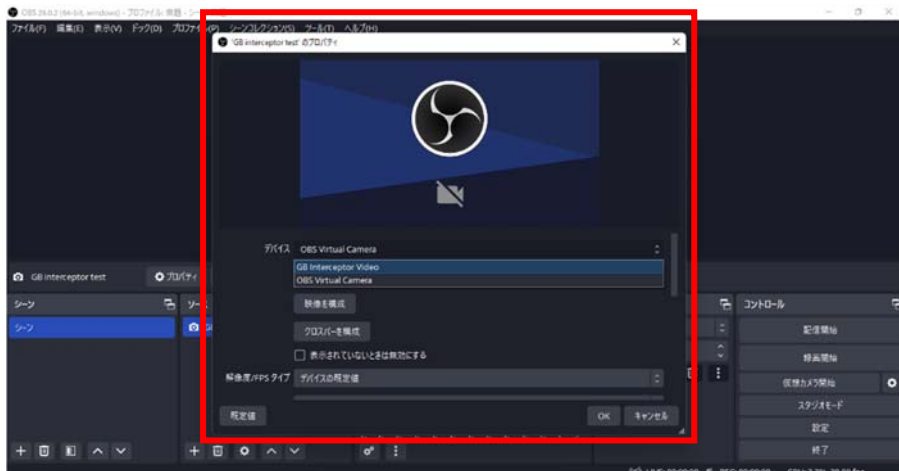 OBS 29.0.2 (64-bit, windows) - プロファイル: 無題 - シーン
ファイル(F) 編集(E) 表示(V) ドック(D) プロファイル(P) シーンコレクション(S) ツール(T) ヘルプ(H)
'GB interceptor test' のプロパティ
デバイス OBS Virtual Camera
GB Interceptor Video
OBS Virtual Camera
映像を構成
クロスバーを構成
表示されていないときは無効にする
解像度/FPS タイプ デバイスの既定値
既定値 OK キャンセル
GB interceptor test プロパティ
シーン
シーン
コントロール
配信開始
録画開始
仮想カメラ開始
スタジオモード
設定
終了